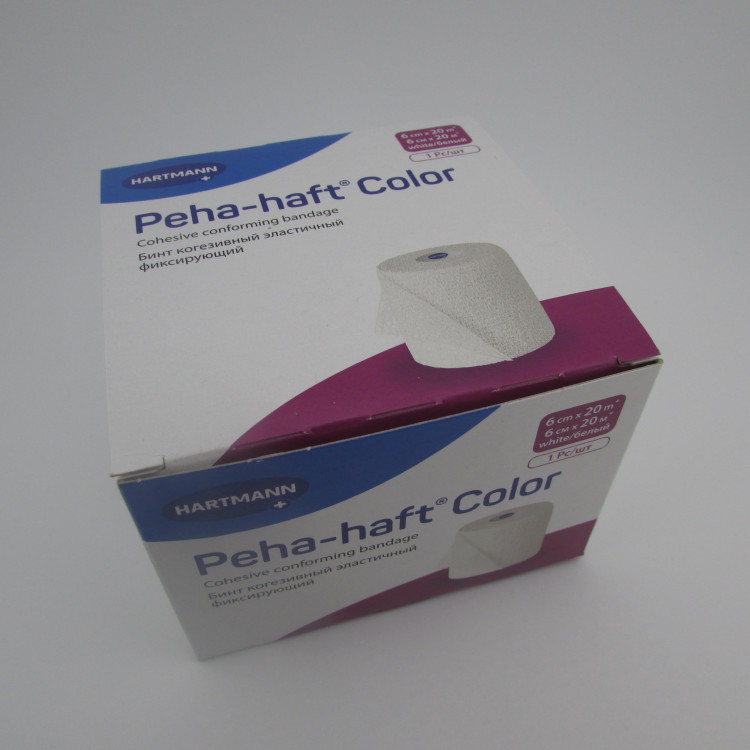 HARTMANN
6 cm x 20 m*
6 см x 20 м*
white/белый
1 Pc/шт
Peha-haft® Color
Cohesive conforming bandage
Бинт когезивный эластичный
фиксирующий
HARTMANN
6 cm x 20 m*
6 см x 20 м*
white/белый
1 Pc/шт
Peha-haft® Color
Cohesive conforming bandage
Бинт когезивный эластичный
фиксирующий